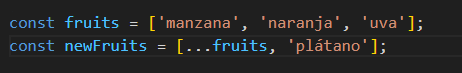 const fruits = ['manzana', 'naranja', 'uva'];
const newFruits = [...fruits, 'plátano'];